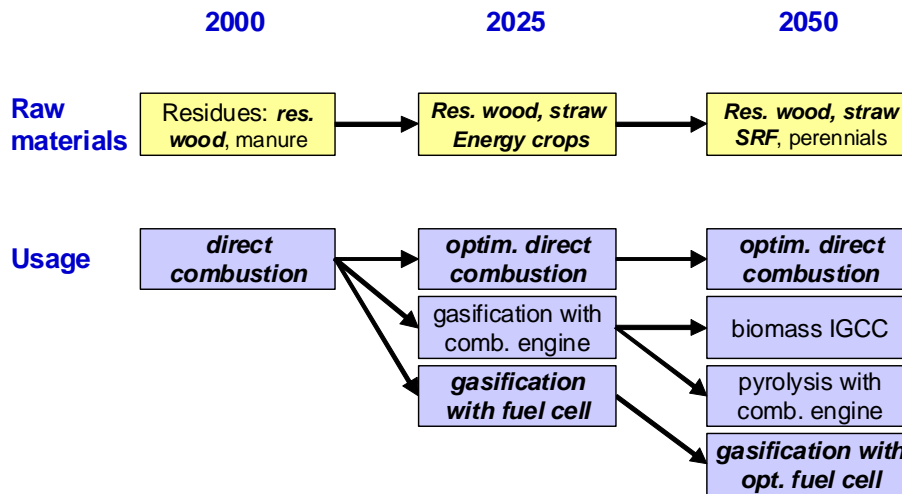 2000 2025 2050
Raw
materials
Residues: res.
wood, manure
Res. wood, straw
Energy crops
Res. wood, straw
SRF, perennials
Usage
direct
combustion
optim. direct
combustion
optim. direct
combustion
gasification with
comb. engine
biomass IGCC
gasification
with fuel cell
pyrolysis with
comb. engine
gasification with
opt. fuel cell